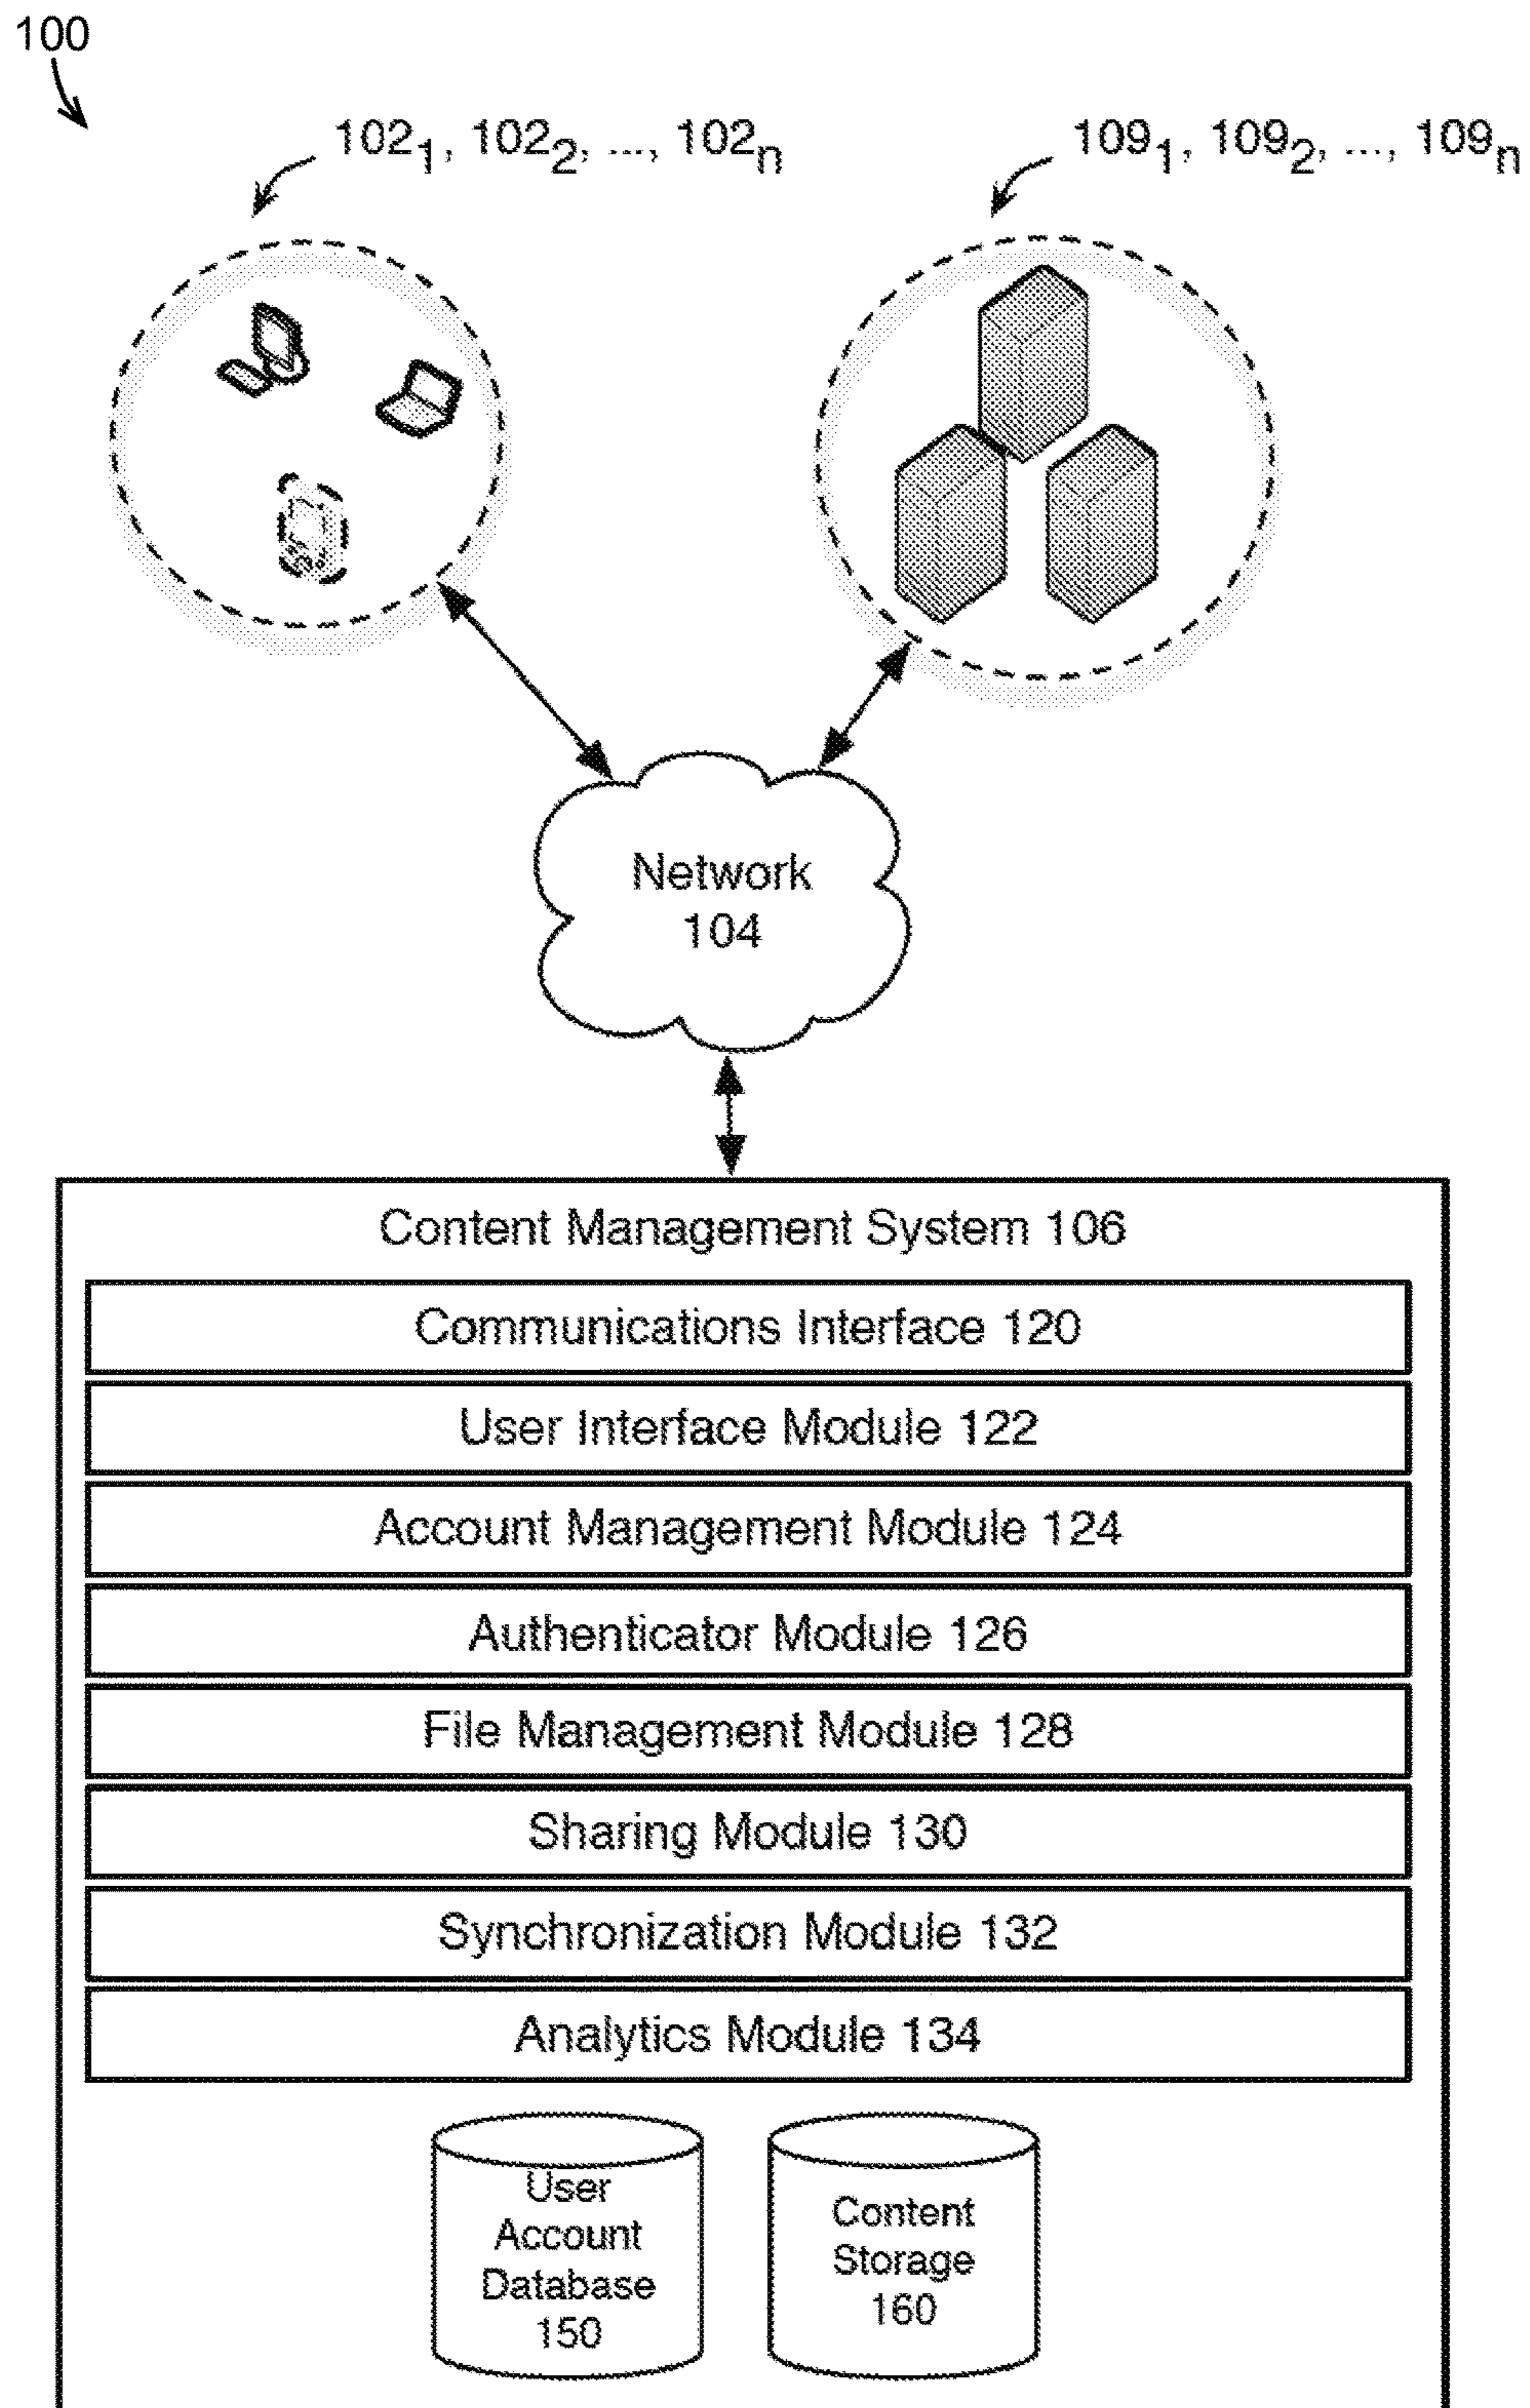 100
102₁, 102₂, ..., 102ₙ
109₁, 109₂, ..., 109ₙ
Network
104
Content Management System 106
Communications Interface 120
User Interface Module 122
Account Management Module 124
Authenticator Module 126
File Management Module 128
Sharing Module 130
Synchronization Module 132
Analytics Module 134
User
Account
Database
150
Content
Storage
160